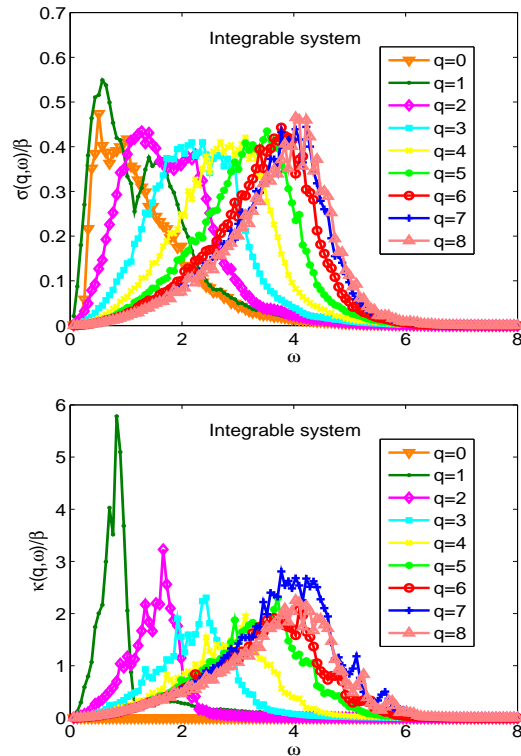 0.7
0.6
0.5
0.4
0.3
0.2
0.1
0
σ(q,ω)/β
Integrable system
q=0
q=1
q=2
q=3
q=4
q=5
q=6
q=7
q=8
0 2 4 6 8
ω
6
5
4
3
2
1
0
κ(q,ω)/β
Integrable system
q=0
q=1
q=2
q=3
q=4
q=5
q=6
q=7
q=8
0 2 4 6 8
ω